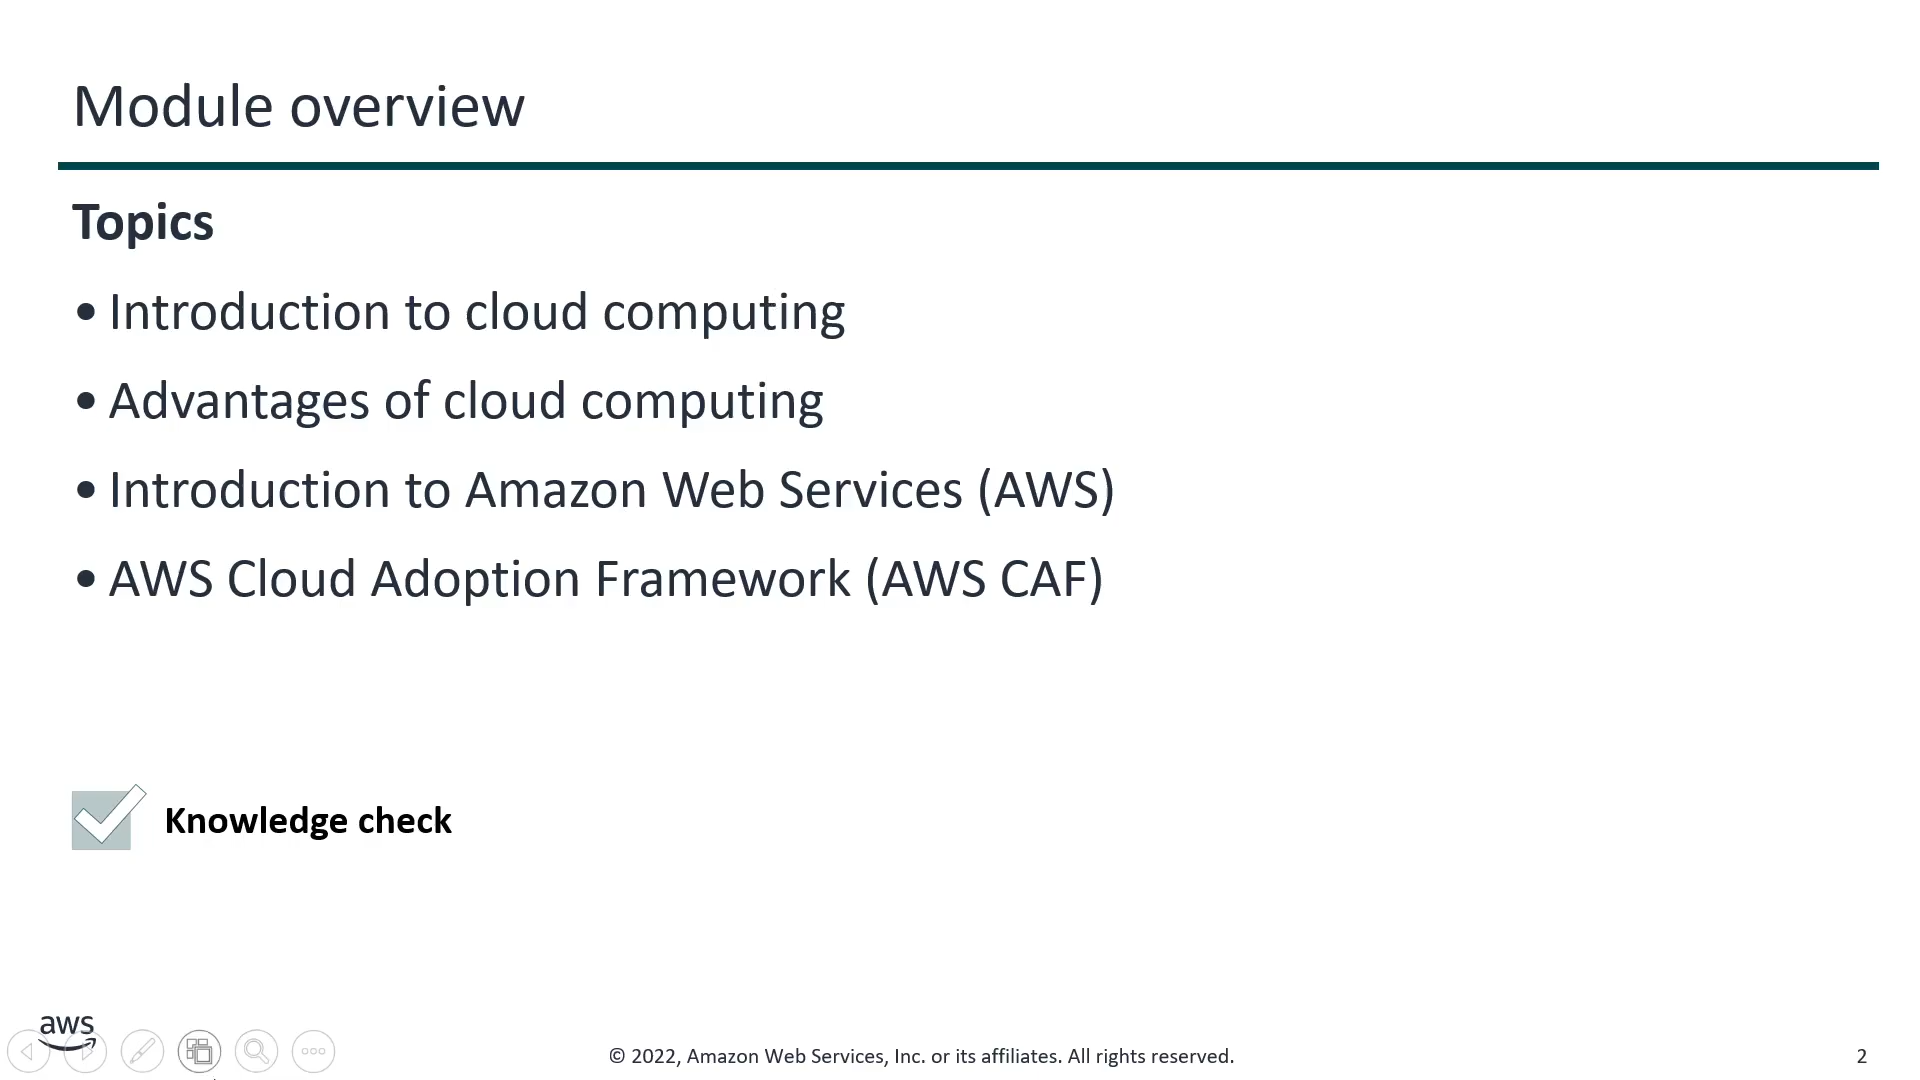 Module overview
Topics
• Introduction to cloud computing
• Advantages of cloud computing
• Introduction to Amazon Web Services (AWS)
• AWS Cloud Adoption Framework (AWS CAF)
Knowledge check
aws
© 2022, Amazon Web Services, Inc. or its affiliates. All rights reserved.
2